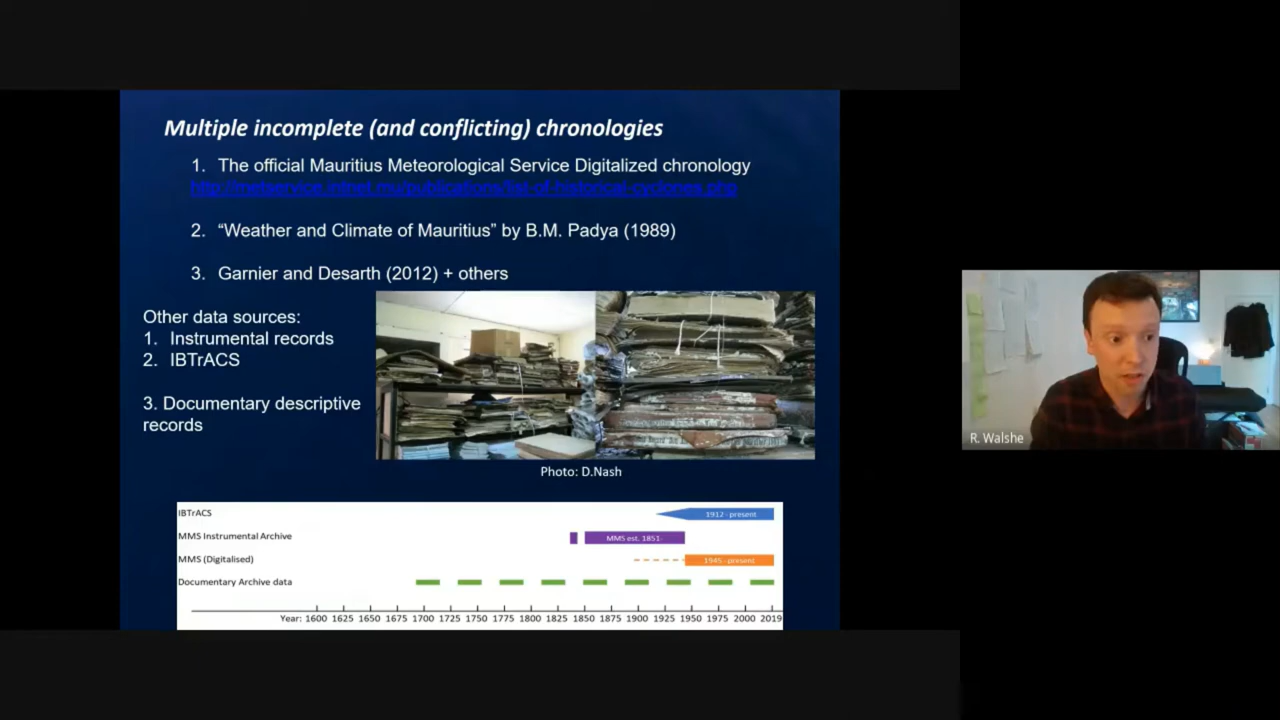 Multiple incomplete (and conflicting) chronologies
1. The official Mauritius Meteorological Service Digitalized chronology
http://metservice.intnet.mu/publications/list-of-historical-cyclones.php
2. “Weather and Climate of Mauritius” by B.M. Padya (1989)
3. Garnier and Desarth (2012) + others
Other data sources:
1. Instrumental records
2. IBTrACS
3. Documentary descriptive
records
Photo: D.Nash
R. Walshe
IBTrACS
1912 - present
MMS Instrumental Archive
MMS est. 1851-
MMS (Digitalised)
1945 - present
Documentary Archive data
Year: 1600 1625 1650 1675 1700 1725 1750 1775 1800 1825 1850 1875 1900 1925 1950 1975 2000 2019